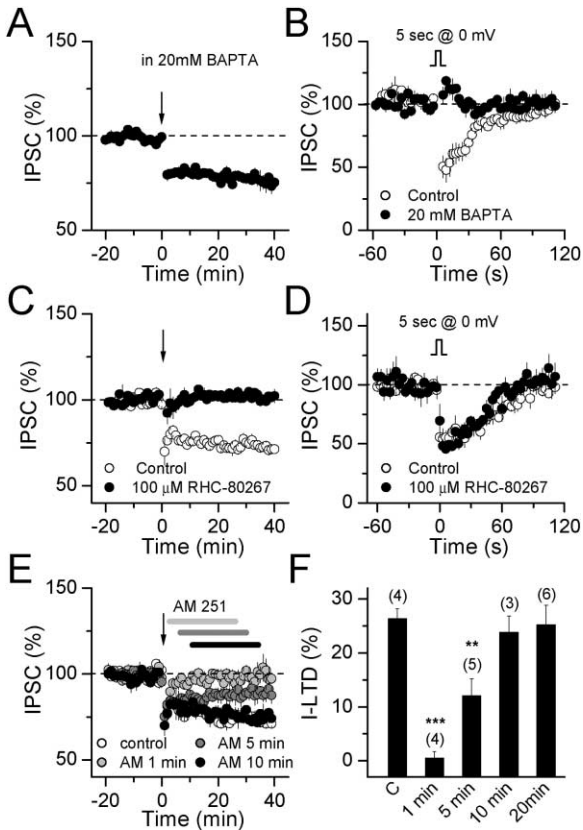 A
150
125
100
75
50
IPSC (%)
in 20mM BAPTA
-20 0 20 40
Time (min)
B
150
125
100
75
50
25
0
IPSC (%)
5 sec @ 0 mV
Control
20 mM BAPTA
-60 0 60 120
Time (s)
C
150
100
50
IPSC (%)
Control
100 μM RHC-80267
-20 0 20 40
Time (min)
D
150
100
50
0
IPSC (%)
5 sec @ 0 mV
Control
100 μM RHC-80267
-60 0 60 120
Time (s)
E
150
100
50
IPSC (%)
AM 251
control AM 5 min
AM 1 min AM 10 min
-20 0 20 40
Time (min)
F
30
20
10
0
I-LTD (%)
(4)
***
(4)
**
(5)
(3)
(6)
C 1 min 5 min 10 min 20min